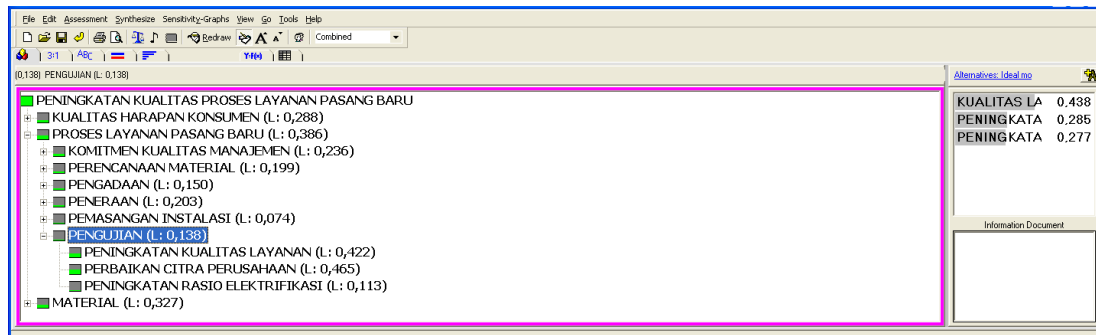 File Edit Assessment Synthesize Sensitivity-Graphs View Go Tools Help
Redraw A A Combined
3:1 ABC Y=f(x)
(0,138) PENGUJIAN (L: 0,138)
PENINGKATAN KUALITAS PROSES LAYANAN PASANG BARU
KUALITAS HARAPAN KONSUMEN (L: 0,288)
PROSES LAYANAN PASANG BARU (L: 0,386)
KOMITMEN KUALITAS MANAJEMEN (L: 0,236)
PERENCANAAN MATERIAL (L: 0,199)
PENGADAAN (L: 0,150)
PENERAAN (L: 0,203)
PEMASANGAN INSTALASI (L: 0,074)
PENGUJIAN (L: 0,138)
PENINGKATAN KUALITAS LAYANAN (L: 0,422)
PERBAIKAN CITRA PERUSAHAAN (L: 0,465)
PENINGKATAN RASIO ELEKTRIFIKASI (L: 0,113)
MATERIAL (L: 0,327)
Alternatives: Ideal mo
KUALITAS LA 0,438
PENINGKATA 0,285
PENINGKATA 0,277
Information Document